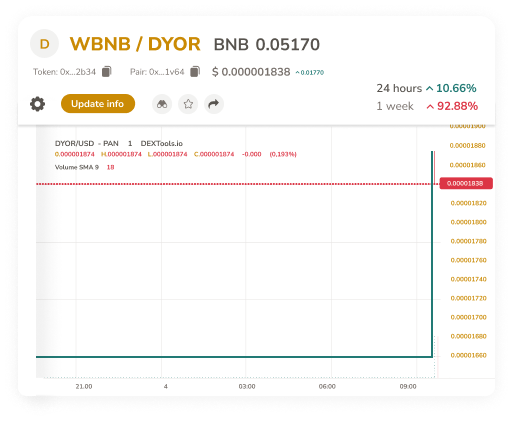 D
WBNB / DYOR BNB 0.05170
Token: 0x...2b34 Pair: 0x...1v64 $ 0.000001838 0.01770
24 hours 10.66%
Update info
1 week 92.88%
DYOR/USD - PAN 1 DEXTools.io
0.000001874 H.000001874 L.000001874 C.000001874 -0.000 (0,193%)
Volume SMA 9 18
0.00001900
0.00001880
0.00001860
0.00001838
0.00001820
0.00001800
0.00001780
0.00001760
0.00001740
0.00001720
0.00001700
0.00001680
0.00001660
21.00 4 03:00 06:00 09:00